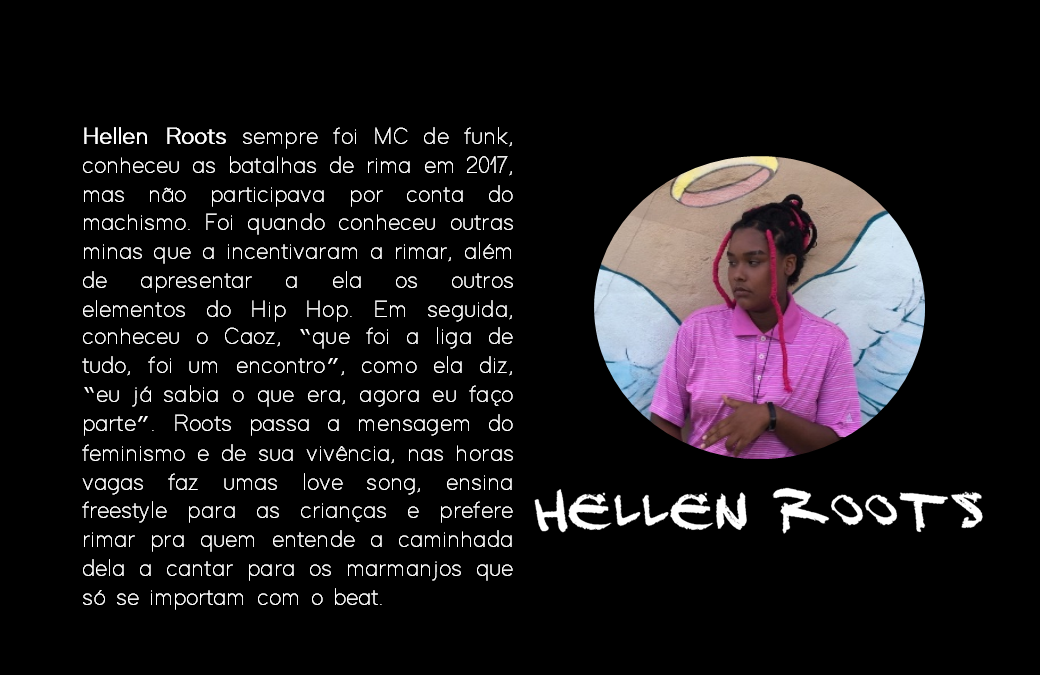 Hellen Roots sempre foi MC de funk,
conheceu as batalhas de rima em 2017,
mas não participava por conta do
machismo. Foi quando conheceu outras
minas que a incentivaram a rimar, além
de apresentar a ela os outros
elementos do Hip Hop. Em seguida,
conheceu o Caoz, “que foi a liga de
tudo, foi um encontro”, como ela diz,
“eu já sabia o que era, agora eu faço
parte”. Roots passa a mensagem do
feminismo e de sua vivência, nas horas
vagas faz umas love song, ensina
freestyle para as crianças e prefere
rimar pra quem entende a caminhada
dela a cantar para os marmanjos que
só se importam com o beat.
HELLEN ROOTS